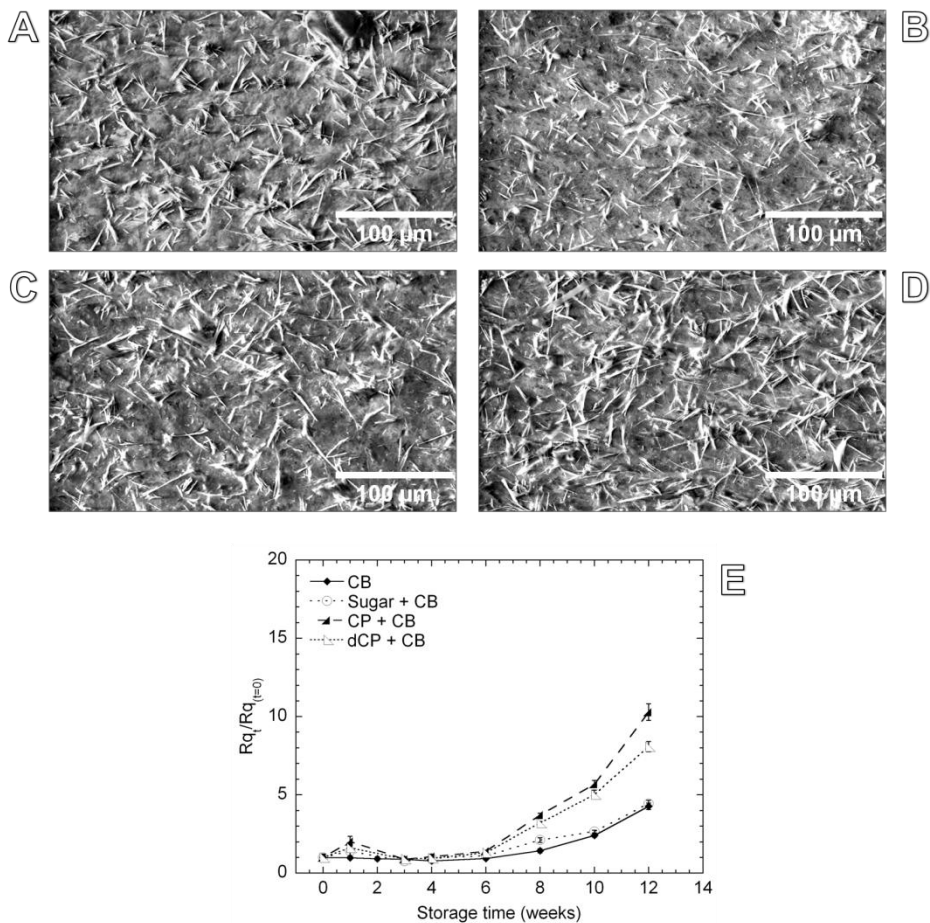 A
B
100 µm
100 µm
C
D
100 µm
100 µm
E
20
15
10
5
0
CB
Sugar + CB
CP + CB
dCP + CB
Rqt/Rq(t=0)
0 2 4 6 8 10 12 14
Storage time (weeks)